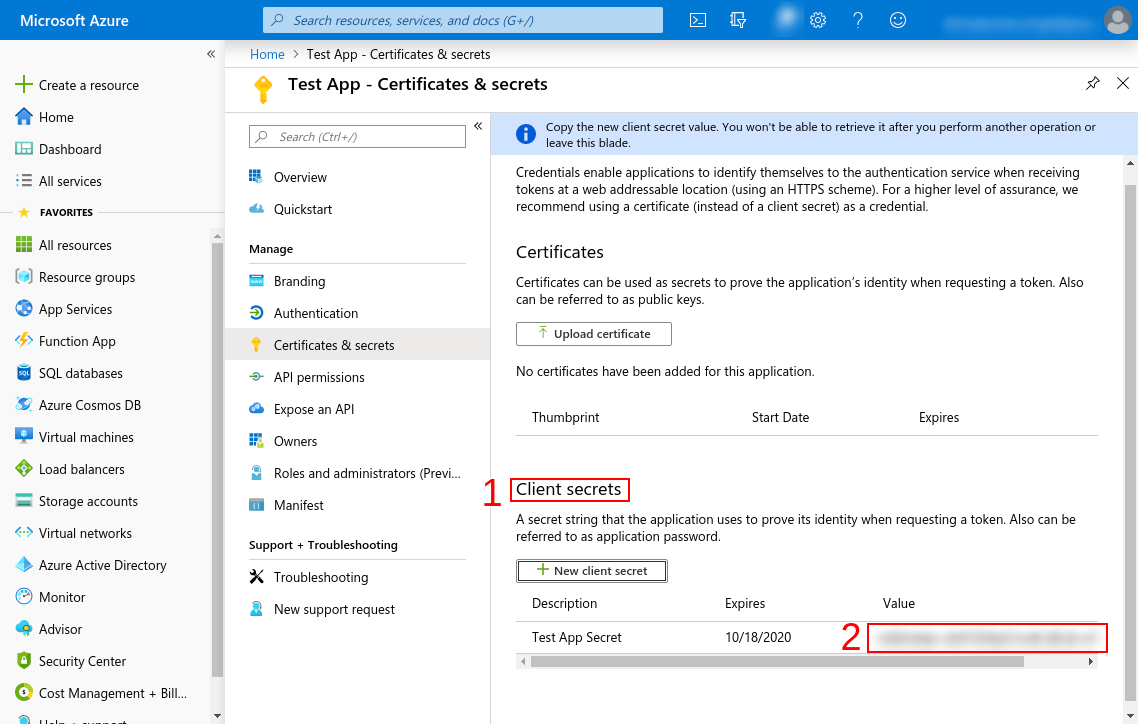 Microsoft Azure
Search resources, services, and docs (G+/)
Create a resource
Home
Dashboard
All services
FAVORITES
All resources
Resource groups
App Services
Function App
SQL databases
Azure Cosmos DB
Virtual machines
Load balancers
Storage accounts
Virtual networks
Azure Active Directory
Monitor
Advisor
Security Center
Cost Management + Bill...
Help + support
Home > Test App - Certificates & secrets
Test App - Certificates & secrets
Search (Ctrl+/)
Overview
Quickstart
Manage
Branding
Authentication
Certificates & secrets
API permissions
Expose an API
Owners
Roles and administrators (Previ...
Manifest
Support + Troubleshooting
Troubleshooting
New support request
Copy the new client secret value. You won't be able to retrieve it after you perform another operation or
leave this blade.
Credentials enable applications to identify themselves to the authentication service when receiving
tokens at a web addressable location (using an HTTPS scheme). For a higher level of assurance, we
recommend using a certificate (instead of a client secret) as a credential.
Certificates
Certificates can be used as secrets to prove the application's identity when requesting a token. Also
can be referred to as public keys.
Upload certificate
No certificates have been added for this application.
Thumbprint Start Date Expires
1 Client secrets
A secret string that the application uses to prove its identity when requesting a token. Also can be
referred to as application password.
New client secret
Description Expires Value
Test App Secret 10/18/2020 2